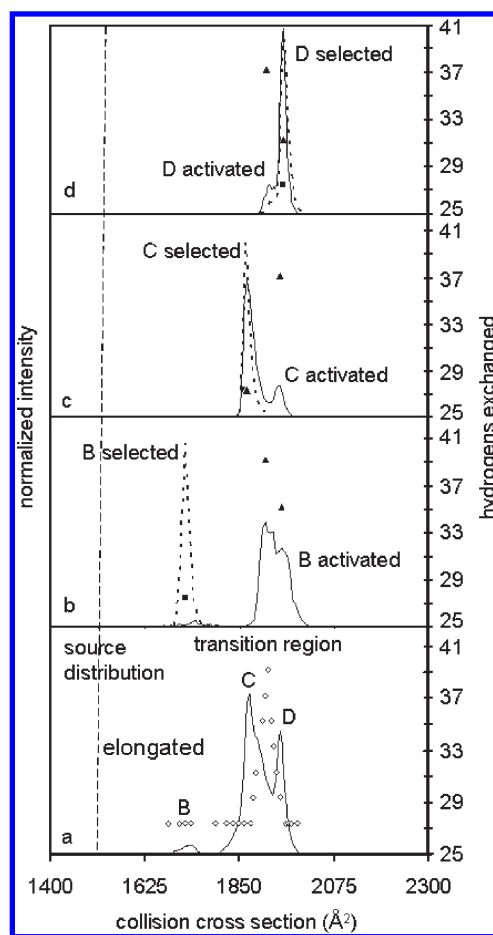 normalized intensity
hydrogens exchanged
D selected
D activated
d
41
37
33
29
25
C selected
C activated
c
41
37
33
29
25
B selected
B activated
b
41
37
33
29
25
source distribution
transition region
elongated
B
C
D
a
41
37
33
29
25
1400 1625 1850 2075 2300
collision cross section (Å²)